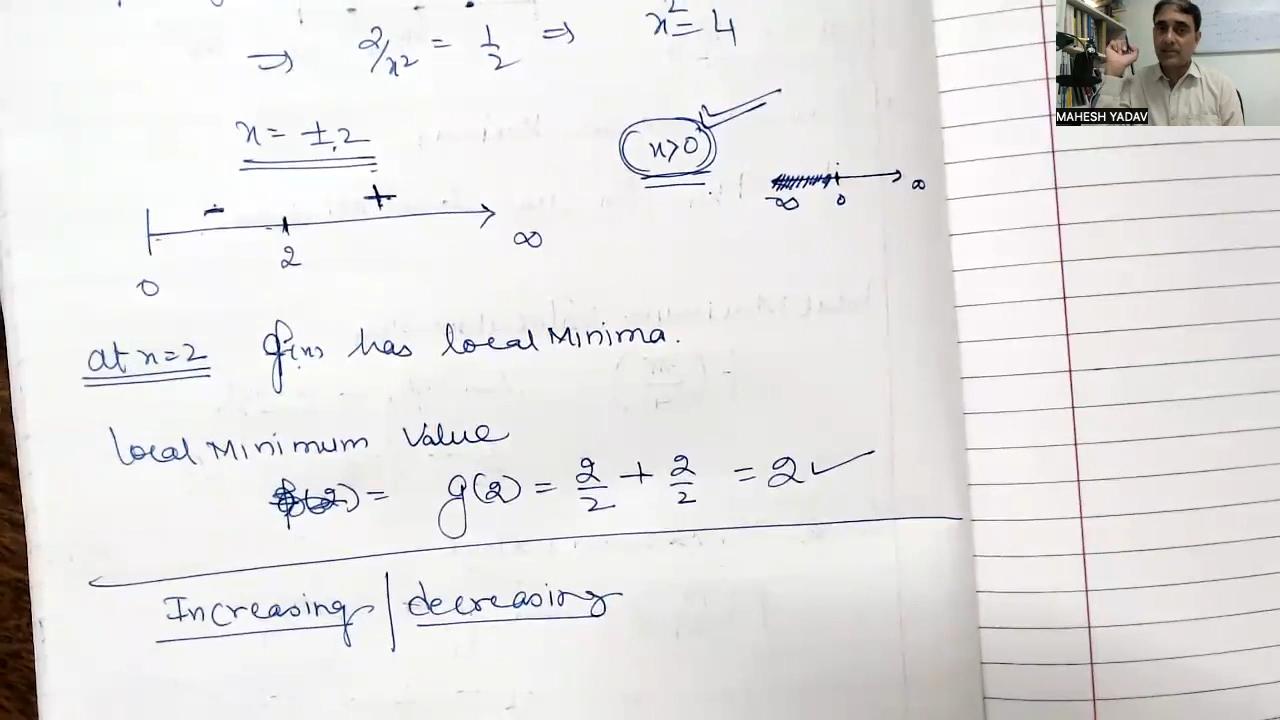 ⇒ 2/x² = 1/2 ⇒ x² = 4
MAHESH YADAV
x = ±2
x>0
- +
-∞ 0 ∞
0 2 ∞
at x=2 g(x) has local Minima.
Local Minimum Value
= g(2) = 2/2 + 2/2 = 2 ✓
Increasing | decreasing